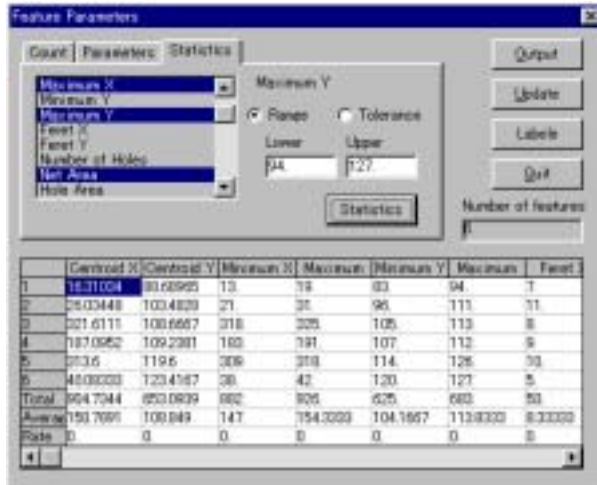 Feature Parameters
Count Parameters Statistics
Output
Maximum X
Minimum Y
Maximum Y
Feret X
Feret Y
Number of Holes
Net Area
Hole Area
Maximum Y
Range Tolerance
Lower Upper
94. 127.
Statistics
Update
Labels
Quit
Number of features
Centroid X Centroid Y Minimum X Maximum Minimum Y Maximum Feret
1 13. 19. 83. 94. 7.
2 26.03448 103.4828 21. 31. 96. 111. 11.
3 321.6111 108.6667 318. 325. 105. 113. 8.
4 187.0952 109.2381 183. 191. 107. 112. 9.
5 313.6 119.6 309. 318. 114. 126. 10.
6 123.4167 38. 42. 120. 127. 5.
Total 904.7344 653.0939 882. 926. 625. 683. 50.
Average 150.7891 108.849 147. 154.3333 104.1667 113.8333 8.33333
Rate 0. 0. 0. 0. 0. 0. 0.